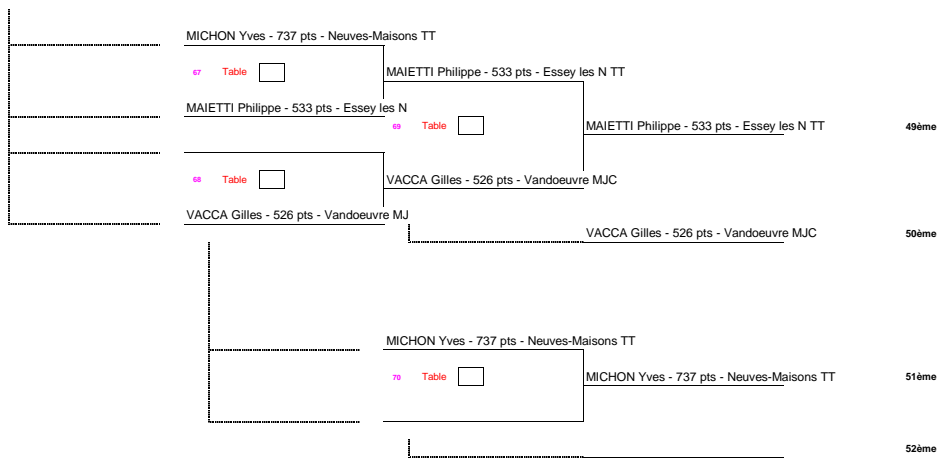 MICHON Yves - 737 pts - Neuves-Maisons TT
67 Table
MAIETTI Philippe - 533 pts - Essey les N TT
MAIETTI Philippe - 533 pts - Essey les N
69 Table
MAIETTI Philippe - 533 pts - Essey les N TT 49ème
68 Table
VACCA Gilles - 526 pts - Vandoeuvre MJC
VACCA Gilles - 526 pts - Vandoeuvre MJ
VACCA Gilles - 526 pts - Vandoeuvre MJC 50ème
MICHON Yves - 737 pts - Neuves-Maisons TT
70 Table
MICHON Yves - 737 pts - Neuves-Maisons TT 51ème
52ème